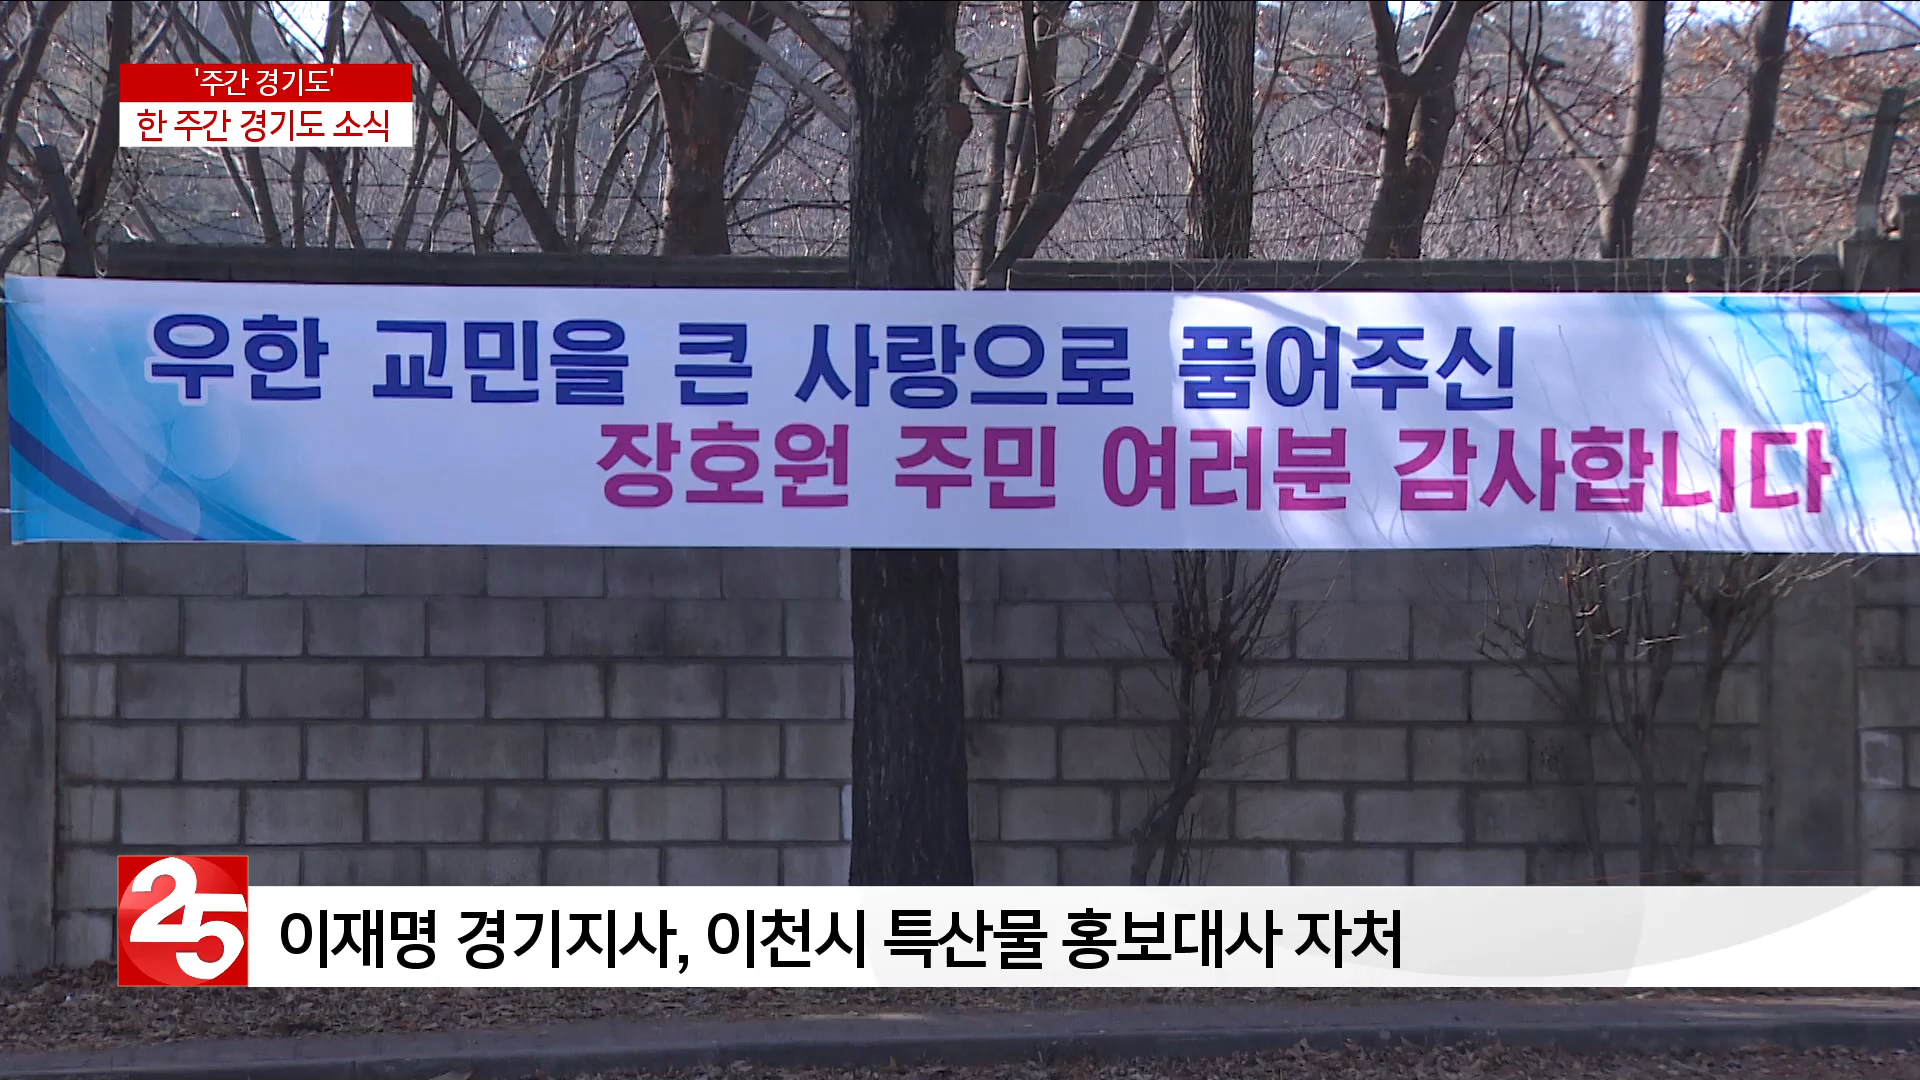 '주간 경기도'
한 주간 경기도 소식
우한 교민을 큰 사랑으로 품어주신
장호원 주민 여러분 감사합니다
25
이재명 경기지사, 이천시 특산물 홍보대사 자처